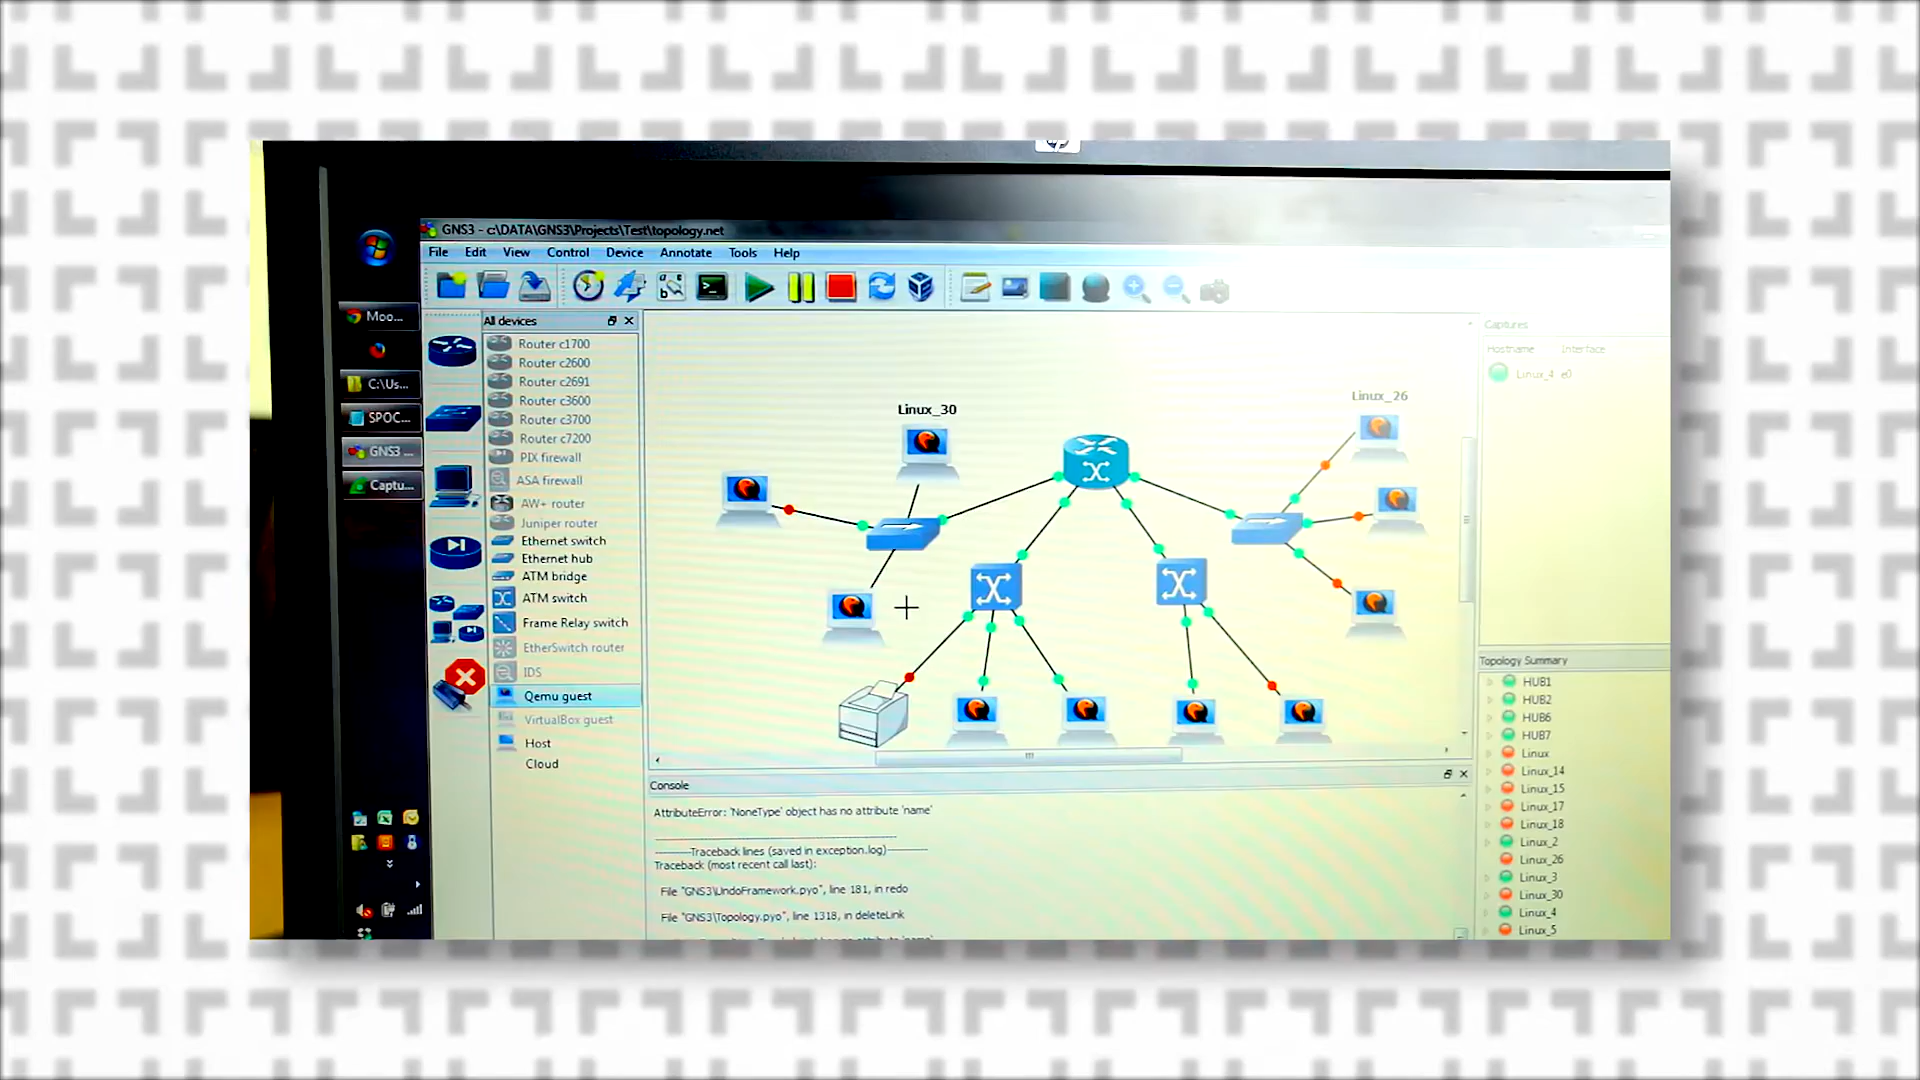 GNS3 - c:\DATA\GNS3\Projects\Test\topology.net
File Edit View Control Device Annotate Tools Help
Moo...
C:\Us...
SPOC...
GNS3 ...
Captu...
All devices
Router c1700
Router c2600
Router c2691
Router c3600
Router c3700
Router c7200
PIX firewall
ASA firewall
AW+ router
Juniper router
Ethernet switch
Ethernet hub
ATM bridge
ATM switch
Frame Relay switch
EtherSwitch router
IDS
Qemu guest
VirtualBox guest
Host
Cloud
Linux_30
Linux_26
Captures
Hostname Interface
Linux_4 e0
Topology Summary
HUB1
HUB2
HUB6
HUB7
Linux
Linux_14
Linux_15
Linux_17
Linux_18
Linux_2
Linux_26
Linux_3
Linux_30
Linux_4
Linux_5
Console
AttributeError: 'NoneType' object has no attribute 'name'
Traceback lines (saved in exception.log)
Traceback (most recent call last):
File "GNS3\UndoFramework.pyo", line 181, in redo
File "GNS3\Topology.pyo", line 1318, in deleteLink